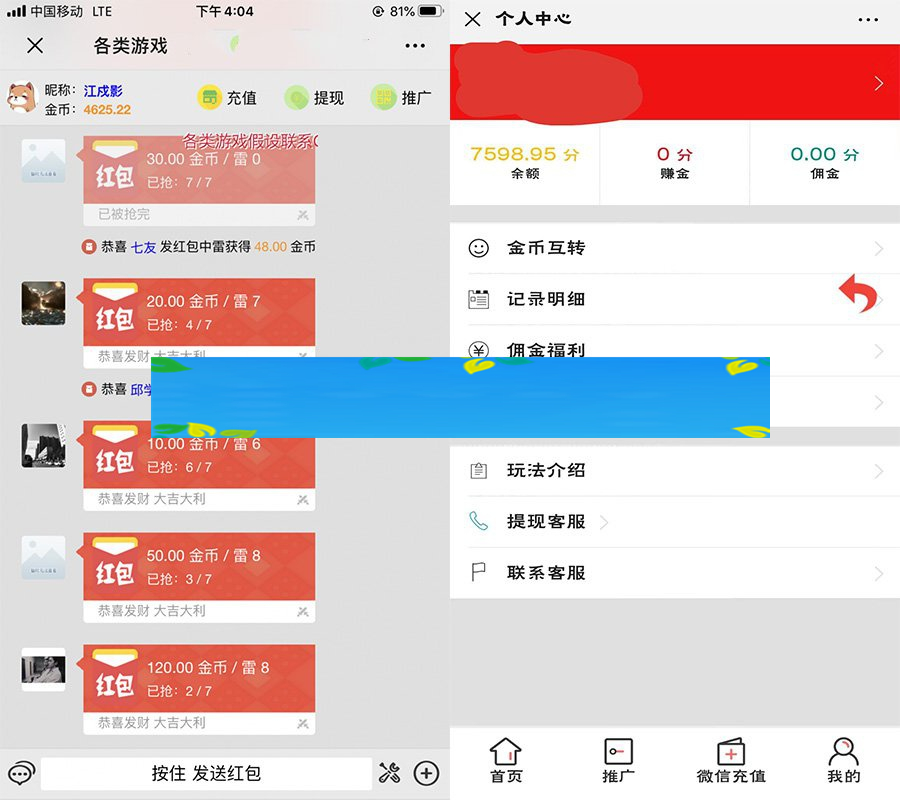 中国移动 LTE 下午4:04 81%
各类游戏
昵称：江戍影
金币：4625.22
充值
提现
推广
各类游戏假设联系
30.00 金币 / 雷 0
红包
已抢：7 / 7
已被抢完
恭喜 七友 发红包中雷获得 48.00 金币
20.00 金币 / 雷 7
红包
已抢：4 / 7
恭喜发财 大吉大利
恭喜
10.00 金币 / 雷 6
红包
已抢：6 / 7
恭喜发财 大吉大利
50.00 金币 / 雷 8
红包
已抢：3 / 7
恭喜发财 大吉大利
120.00 金币 / 雷 8
红包
已抢：2 / 7
恭喜发财 大吉大利
按住 发送红包
个人中心
7598.95 分
余额
0 分
赚金
0.00 分
佣金
金币互转
记录明细
佣金福利
玩法介绍
提现客服
联系客服
首页
推广
微信充值
我的